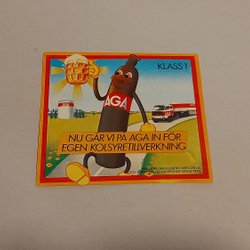 KLASS 1
AGA
NU GÅR VI PÅ AGA IN FÖR
EGEN KOLSYRETILLVERKNING